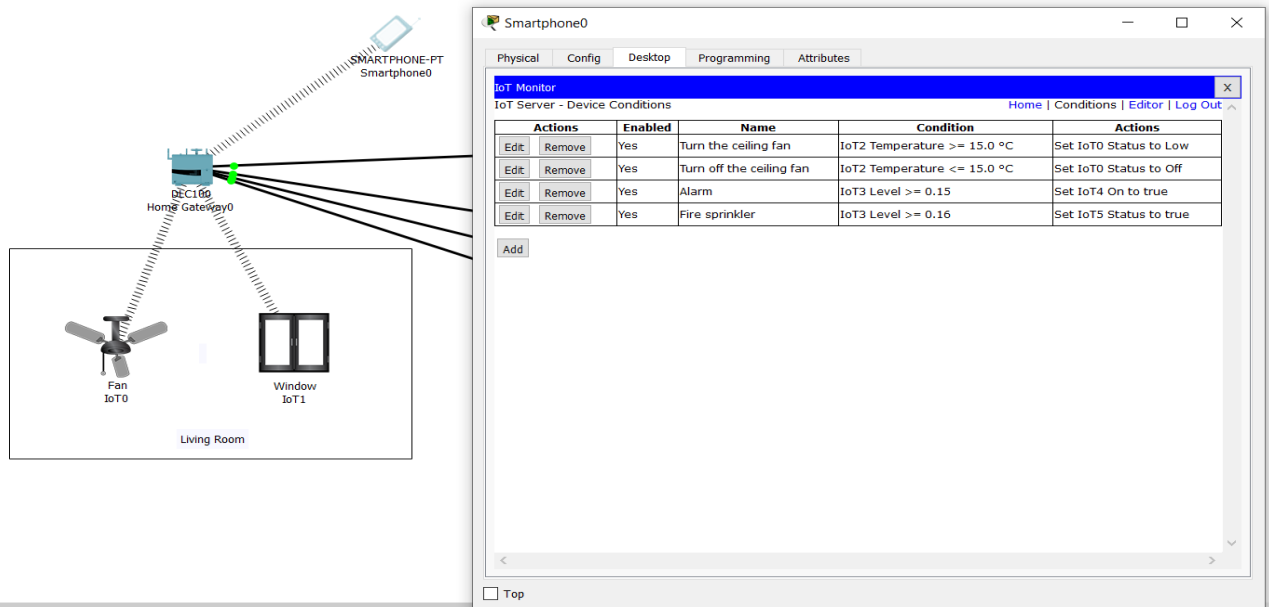 SMARTPHONE-PT
Smartphone0
DLC100
Home Gateway0
Fan
IoT0
Window
IoT1
Living Room
Smartphone0
Physical Config Desktop Programming Attributes
IoT Monitor X
IoT Server - Device Conditions Home | Conditions | Editor | Log Out
Actions Enabled Name Condition Actions
Edit Remove Yes Turn the ceiling fan IoT2 Temperature >= 15.0 °C Set IoT0 Status to Low
Edit Remove Yes Turn off the ceiling fan IoT2 Temperature <= 15.0 °C Set IoT0 Status to Off
Edit Remove Yes Alarm IoT3 Level >= 0.15 Set IoT4 On to true
Edit Remove Yes Fire sprinkler IoT3 Level >= 0.16 Set IoT5 Status to true
Add
Top